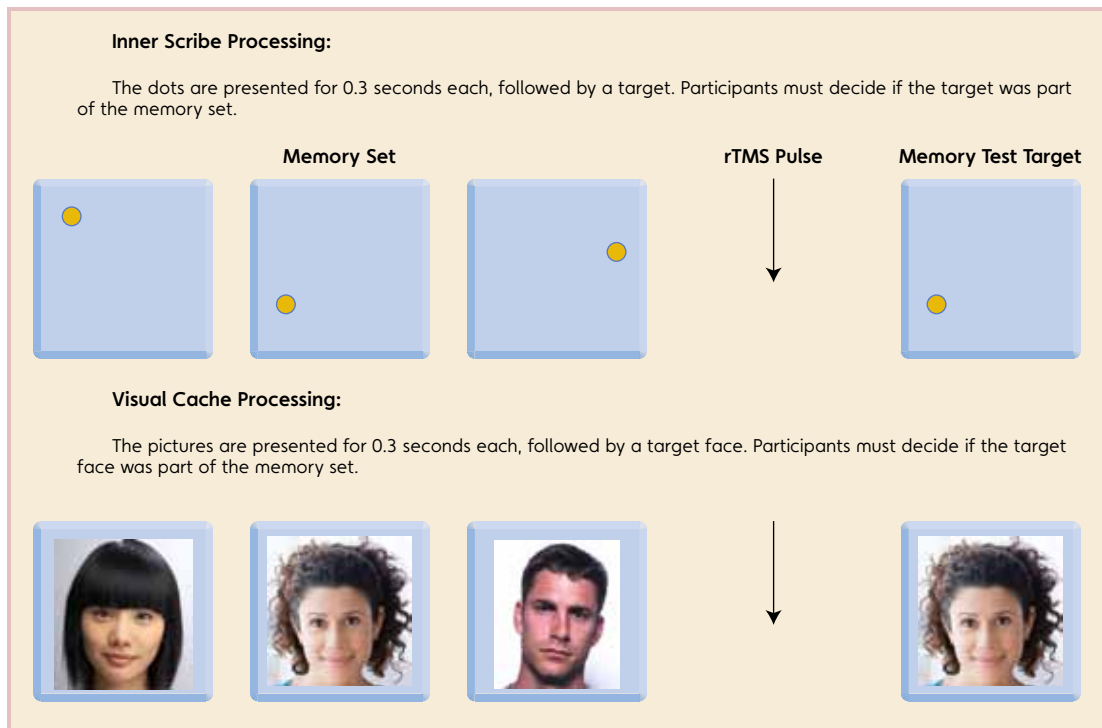 Inner Scribe Processing:
The dots are presented for 0.3 seconds each, followed by a target. Participants must decide if the target was part
of the memory set.
Memory Set rTMS Pulse Memory Test Target
Visual Cache Processing:
The pictures are presented for 0.3 seconds each, followed by a target face. Participants must decide if the target
face was part of the memory set.